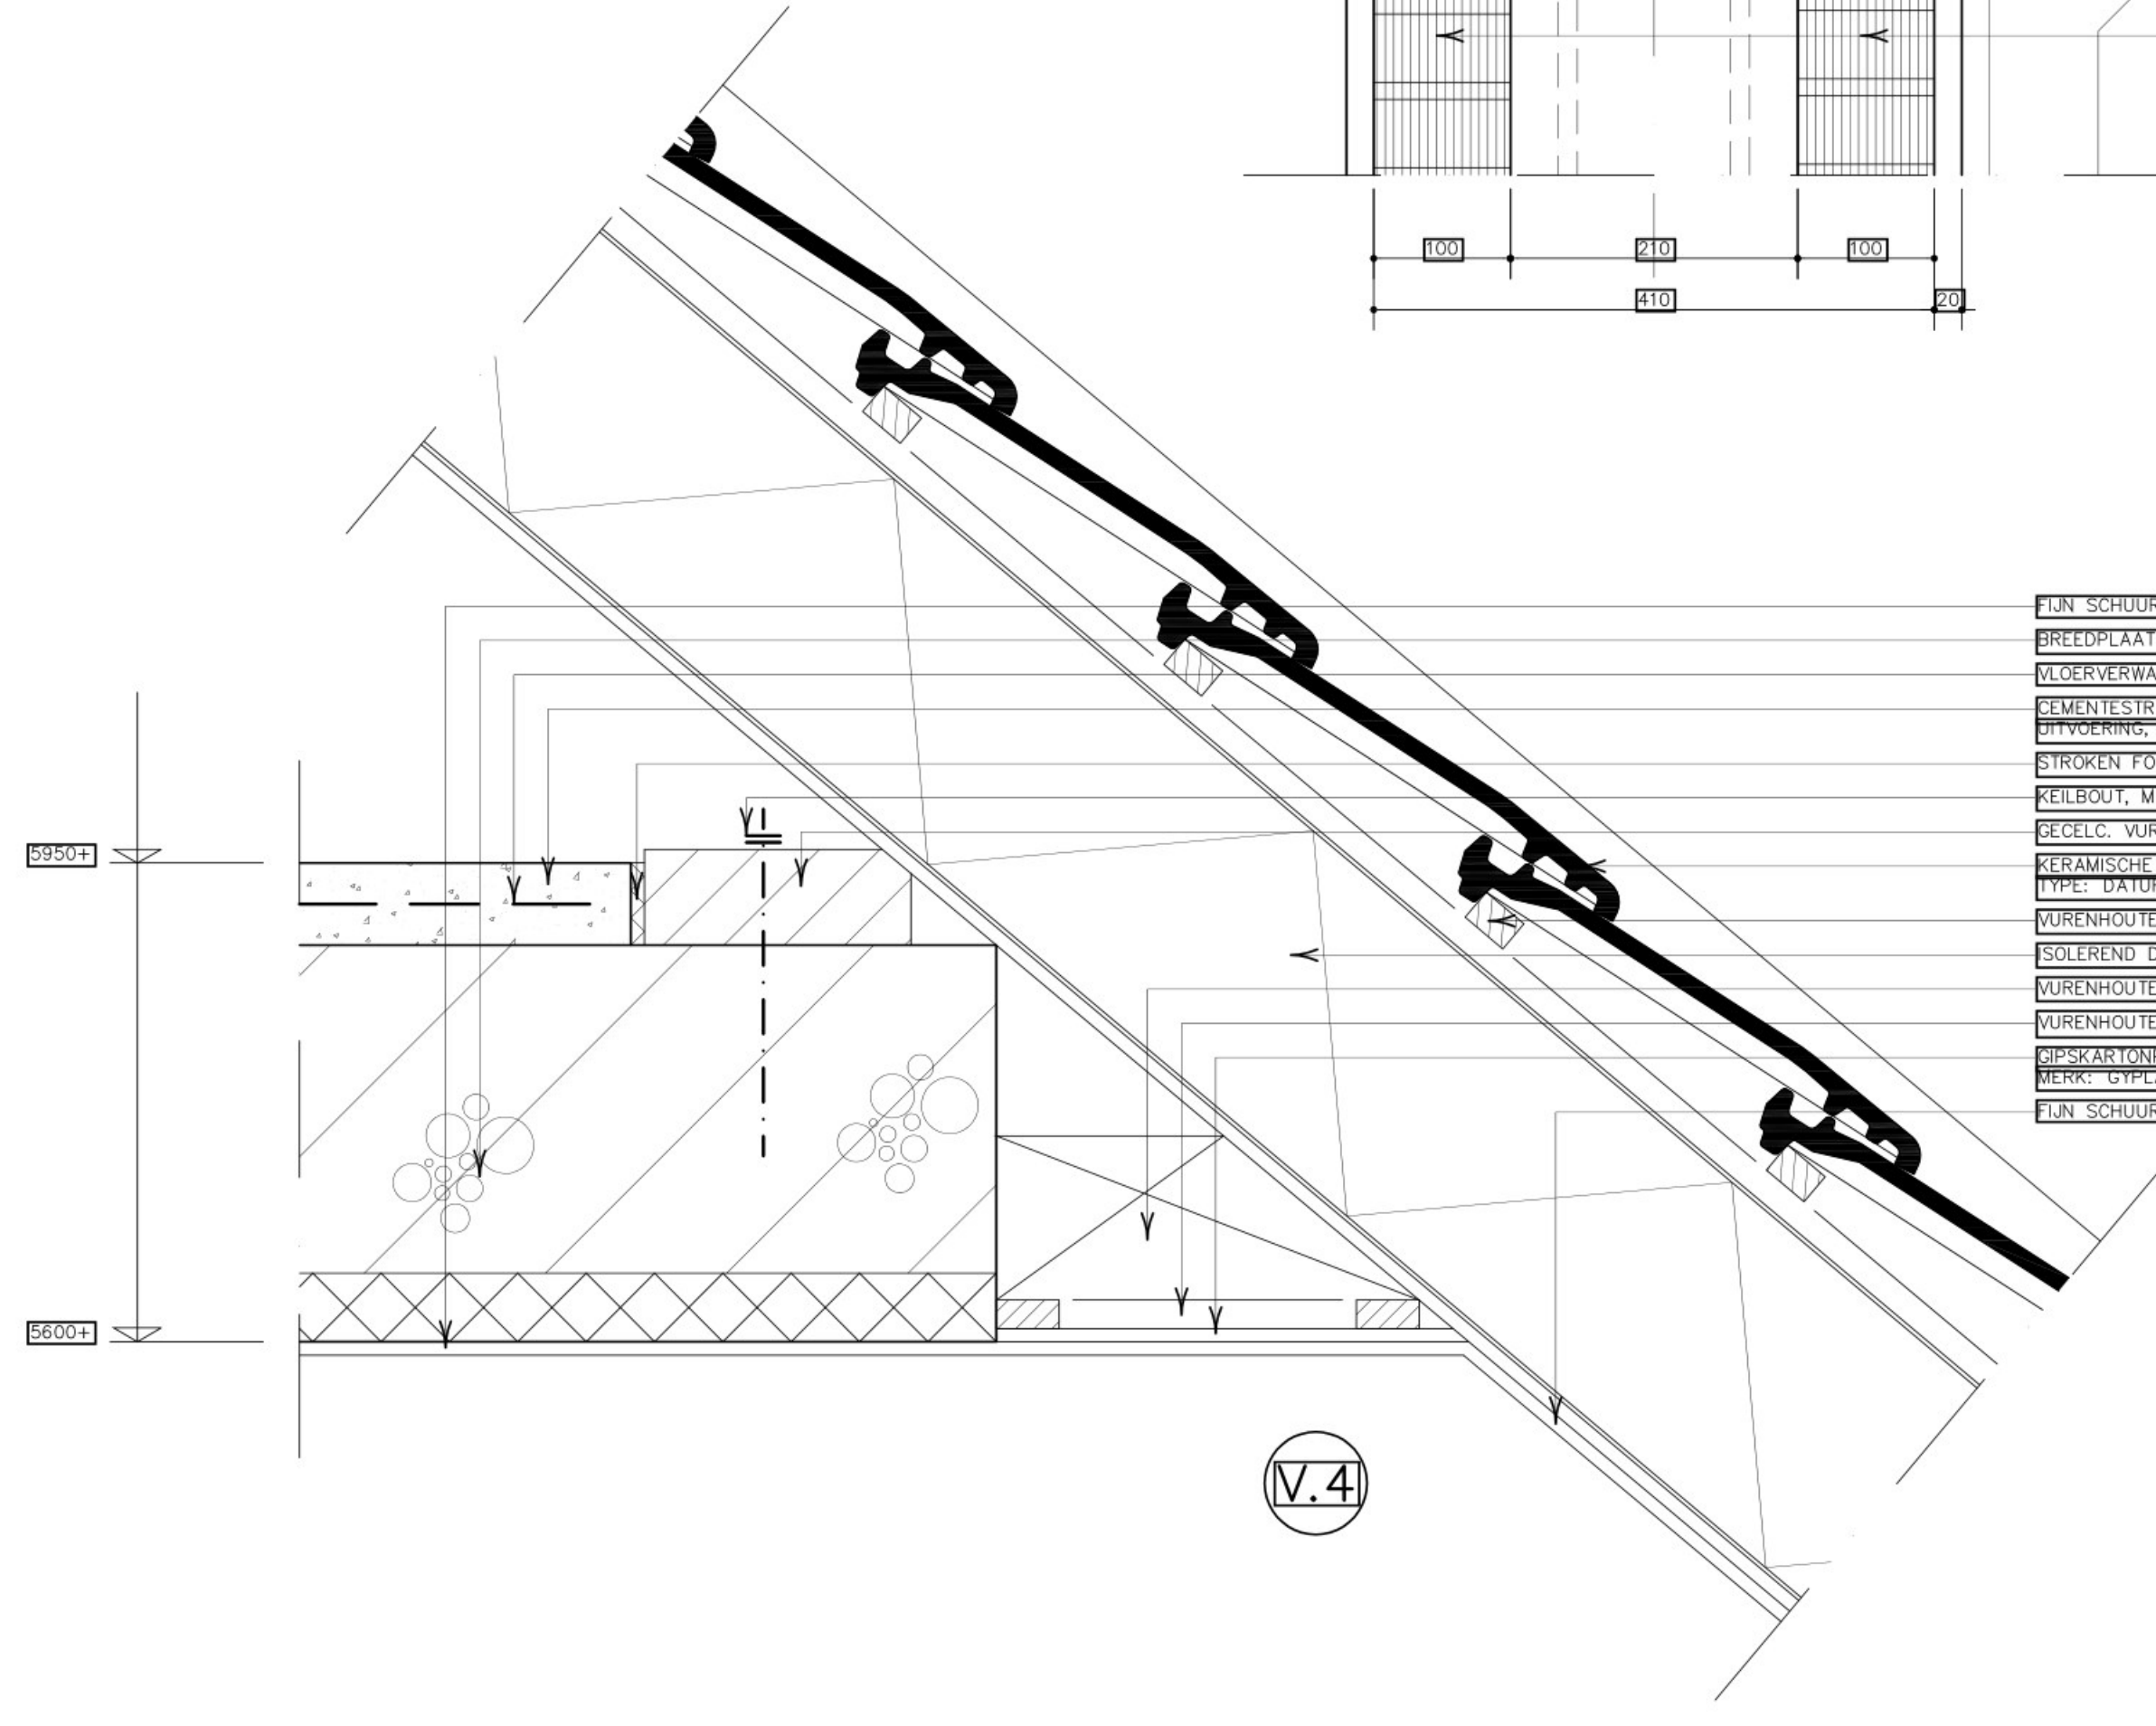 100 210 100
410 20
FIJN SCHUUR
BREEDPLAAT
VLOERVERWA
CEMENTESTR
UITVOERING,
STROKEN FO
KEILBOUT, M
GECELC. VUR
5950+
KERAMISCHE
TYPE: DATUR
VURENHOUTE
ISOLEREND D
VURENHOUTE
VURENHOUTE
GIPSKARTON
MERK: GYPL
FIJN SCHUUR
5600+
V.4